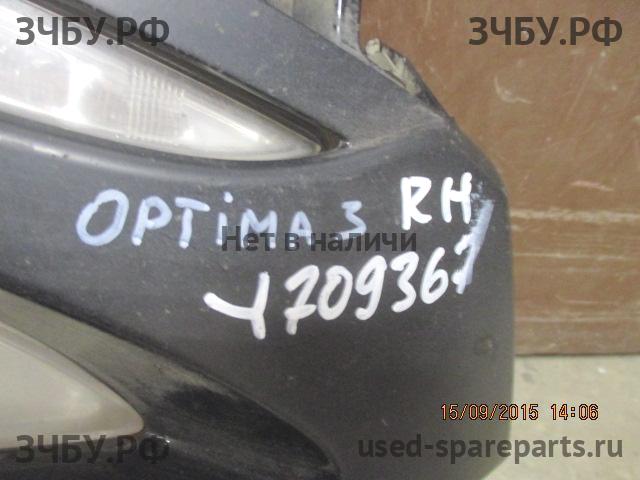 ЗЧБУ.РФ ЗЧБУ.РФ
OPTIMA 3 RH
Нет в наличи
1709367
15/09/2015 14:06
ЗЧБУ.РФ used-spareparts.ru